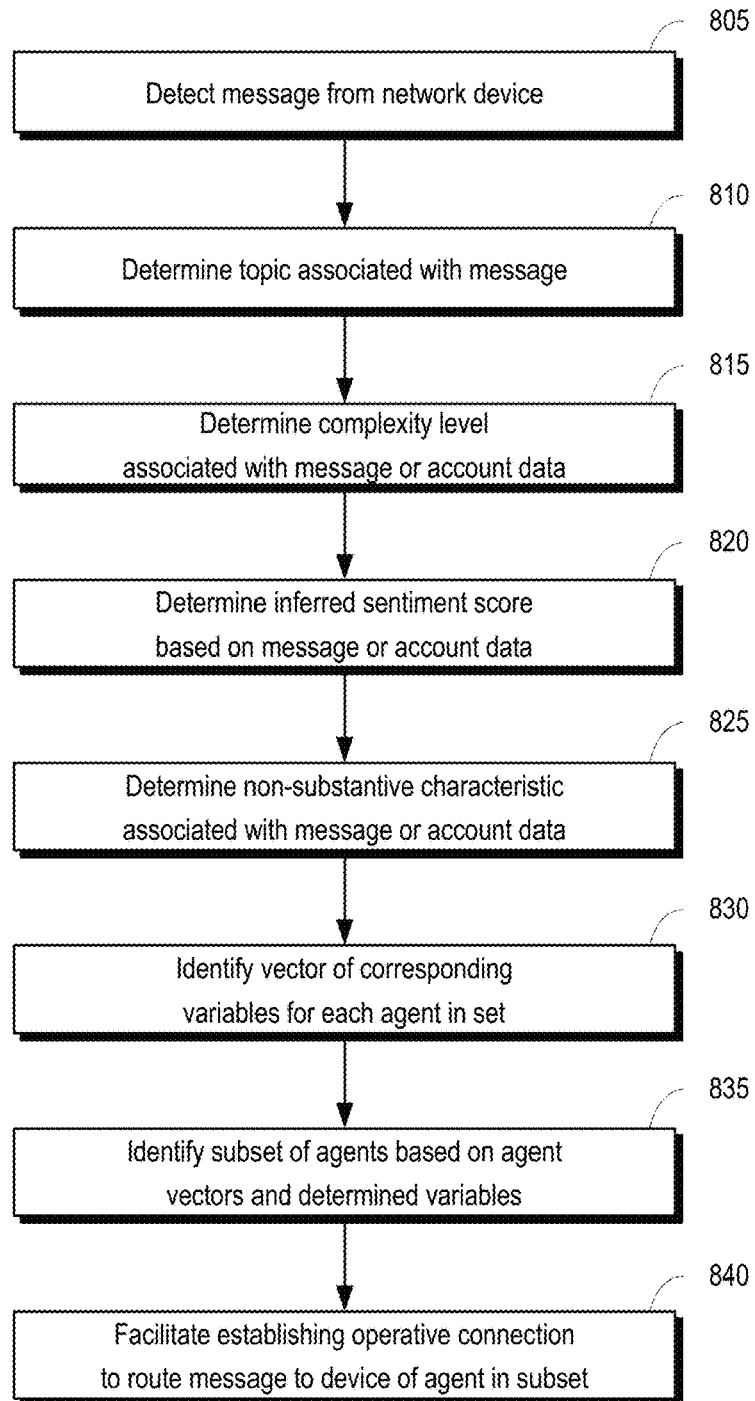 805
Detect message from network device
810
Determine topic associated with message
815
Determine complexity level
associated with message or account data
820
Determine inferred sentiment score
based on message or account data
825
Determine non-substantive characteristic
associated with message or account data
830
Identify vector of corresponding
variables for each agent in set
835
Identify subset of agents based on agent
vectors and determined variables
840
Facilitate establishing operative connection
to route message to device of agent in subset